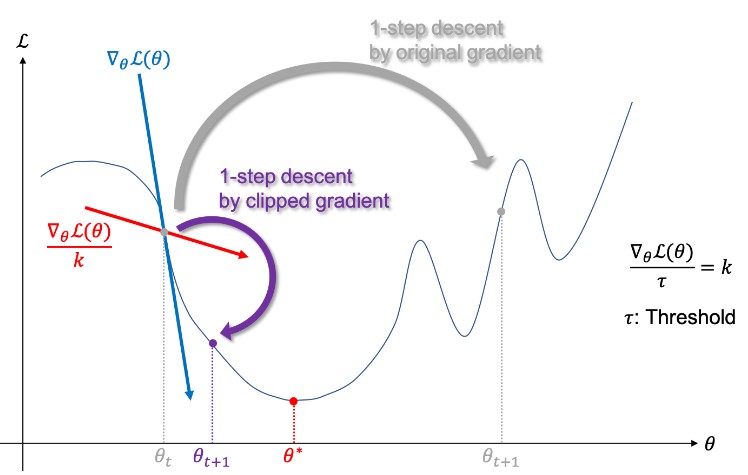 1-step descent
by original gradient
ℒ
∇θℒ(θ)
1-step descent
by clipped gradient
∇θℒ(θ)
k
∇θℒ(θ)
τ
= k
τ: Threshold
θt
θt+1
θ*
θt+1
θ